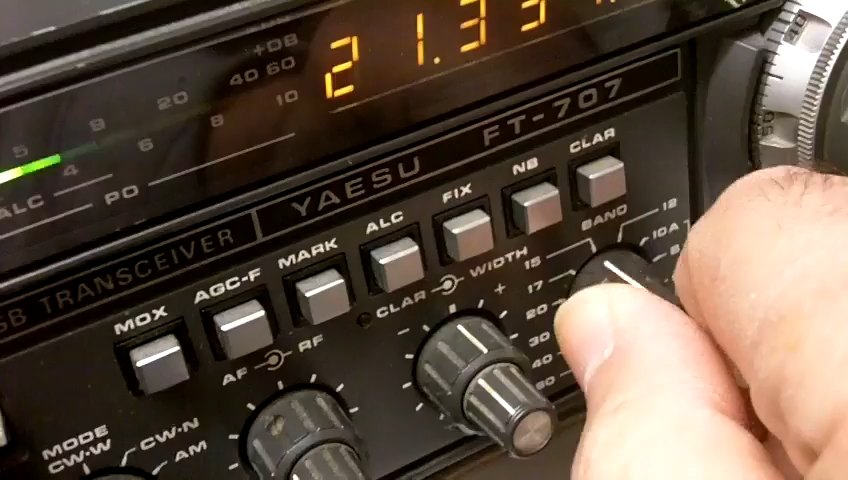 +DB
40 60
21.33
5 9 20
10
4 6 8
ALC
PO
YAESU
FT-707
SB TRANSCEIVER
MOX
AGC-F
MARK
ALC
FIX
NB
CLAR
BAND
12
10A
15
17
20
30
40
80
CLAR
WIDTH
−
+
AF
RF
MODE
CW-W
CW-N
AM